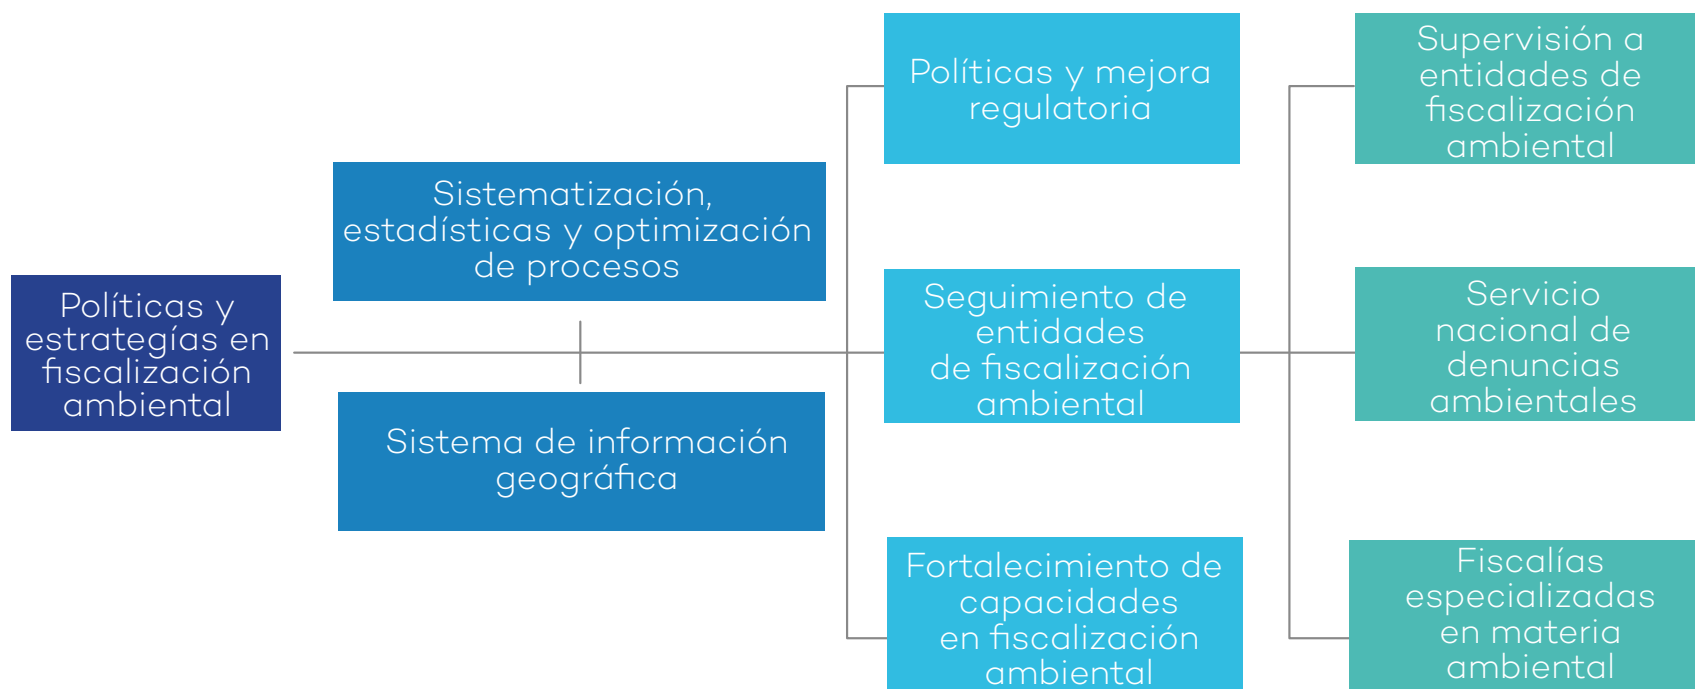 Políticas y
estrategías en
fiscalización
ambiental
Sistematización,
estadísticas y optimización
de procesos
Sistema de información
geográfica
Políticas y mejora
regulatoria
Seguimiento de
entidades
de fiscalización
ambiental
Fortalecimiento de
capacidades
en fiscalización
ambiental
Supervisión a
entidades de
fiscalización
ambiental
Servicio
nacional de
denuncias
ambientales
Fiscalías
especializadas
en materia
ambiental